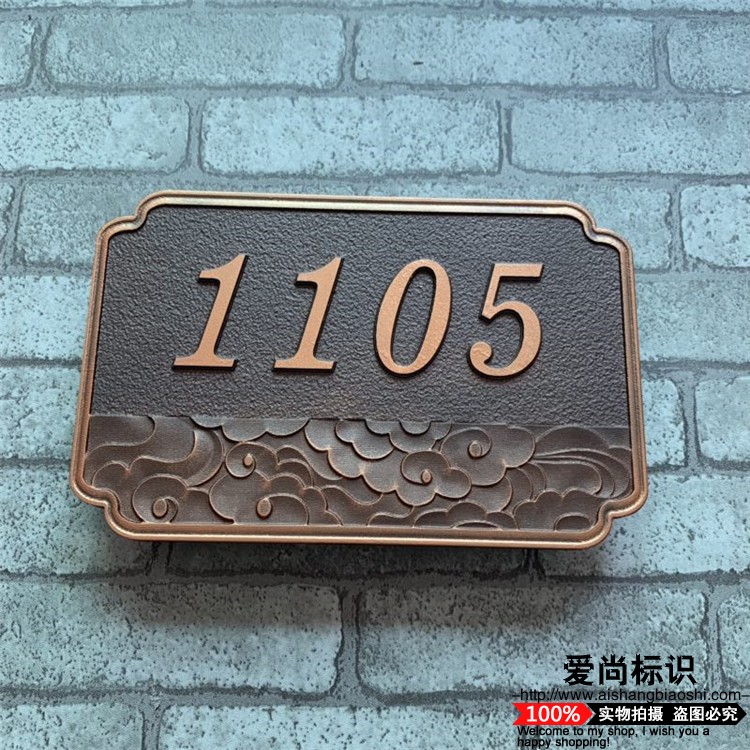 1105
爱尚标识
http://www.aishangbiaoshi.com/
100% 实物拍摄 盗图必究
Welcome to my shop, I wish you a
happy shopping!